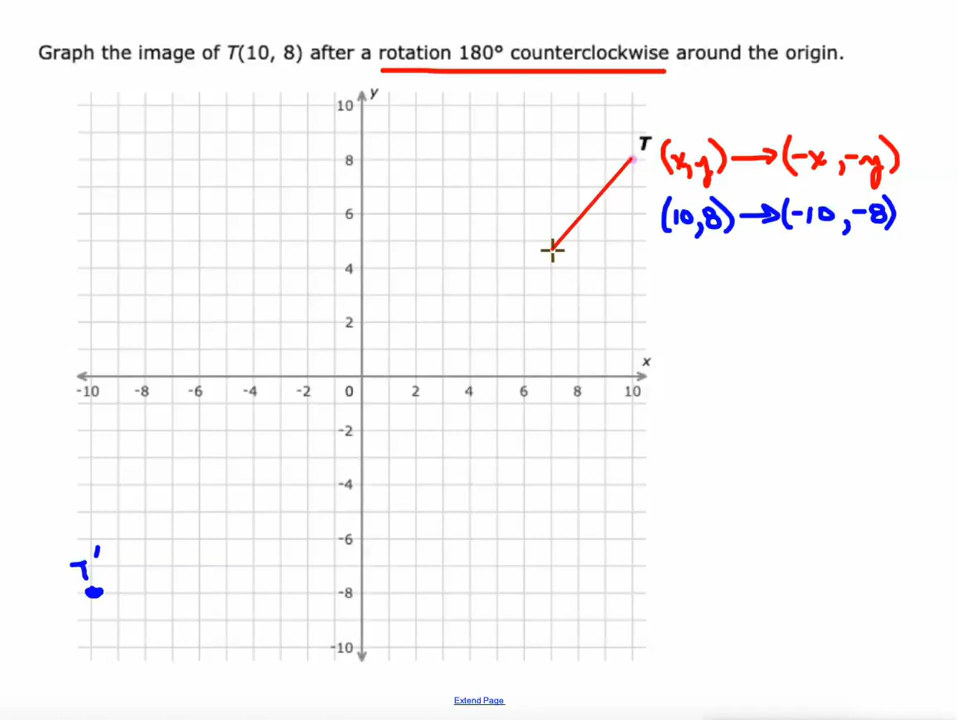 Graph the image of T(10, 8) after a rotation 180° counterclockwise around the origin.
y
10
T
(x,y) → (-x, -y)
8
(10,8) → (-10, -8)
6
4
2
x
-10 -8 -6 -4 -2 0 2 4 6 8 10
-2
-4
-6
T'
-8
-10
Extend Page